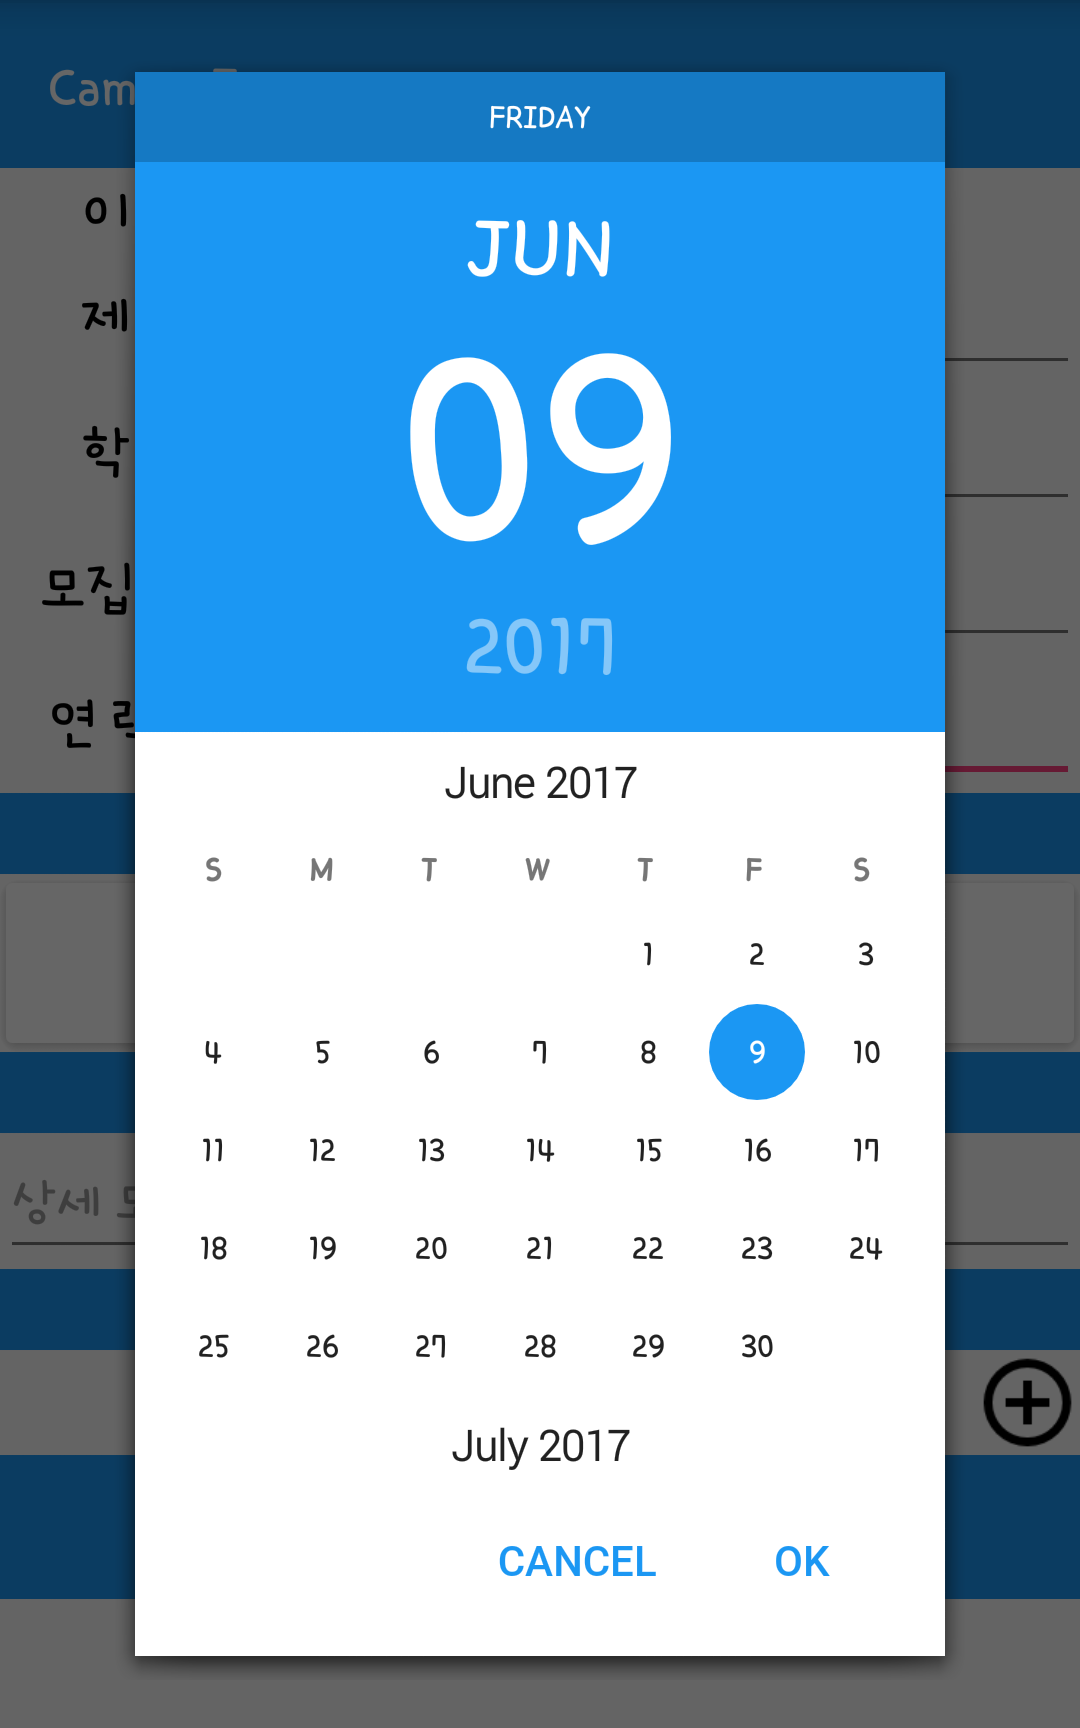 Cam
FRIDAY
이
JUN
제
09
학
모집
2017
연
June 2017
S M T W T F S
1 2 3
4 5 6 7 8 9 10
11 12 13 14 15 16 17
상세
18 19 20 21 22 23 24
25 26 27 28 29 30
July 2017
CANCEL OK